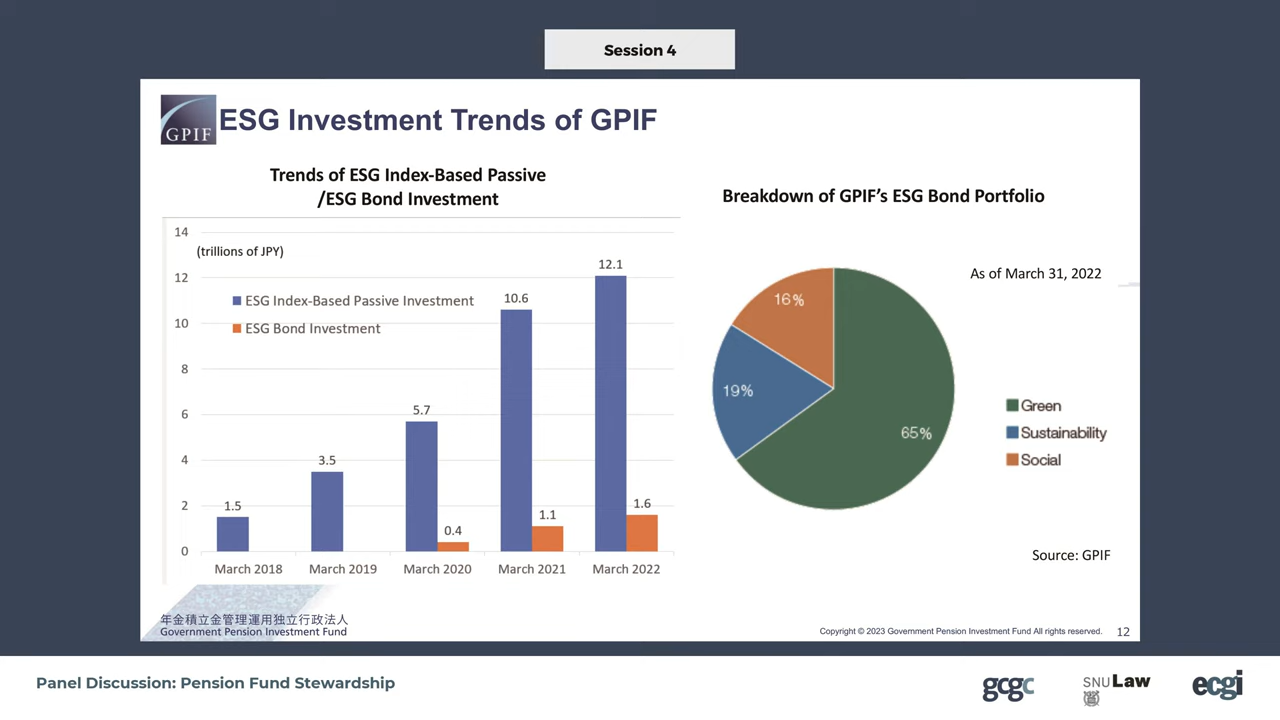 Session 4
GPIF
ESG Investment Trends of GPIF
Trends of ESG Index-Based Passive
/ESG Bond Investment
14
(trillions of JPY)
12
10
8
6
4
2
0
ESG Index-Based Passive Investment
ESG Bond Investment
1.5
3.5
5.7
0.4
10.6
1.1
12.1
1.6
March 2018
March 2019
March 2020
March 2021
March 2022
Breakdown of GPIF's ESG Bond Portfolio
As of March 31, 2022
16%
19%
65%
Green
Sustainability
Social
Source: GPIF
年金積立金管理運用独立行政法人
Government Pension Investment Fund
Copyright © 2023 Government Pension Investment Fund All rights reserved.
12
Panel Discussion: Pension Fund Stewardship
gcgc
SNU Law
ecgi